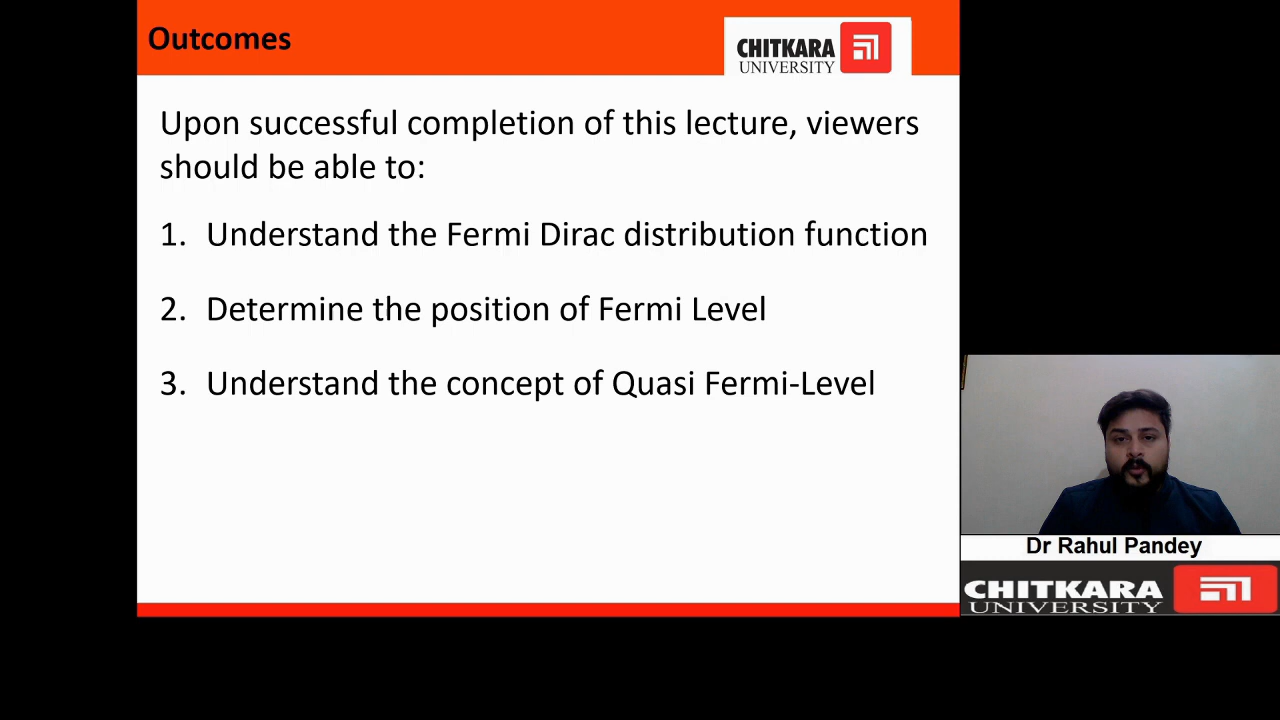 Outcomes
CHITKARA
UNIVERSITY
Upon successful completion of this lecture, viewers
should be able to:
1. Understand the Fermi Dirac distribution function
2. Determine the position of Fermi Level
3. Understand the concept of Quasi Fermi-Level
Dr Rahul Pandey
CHITKARA
UNIVERSITY